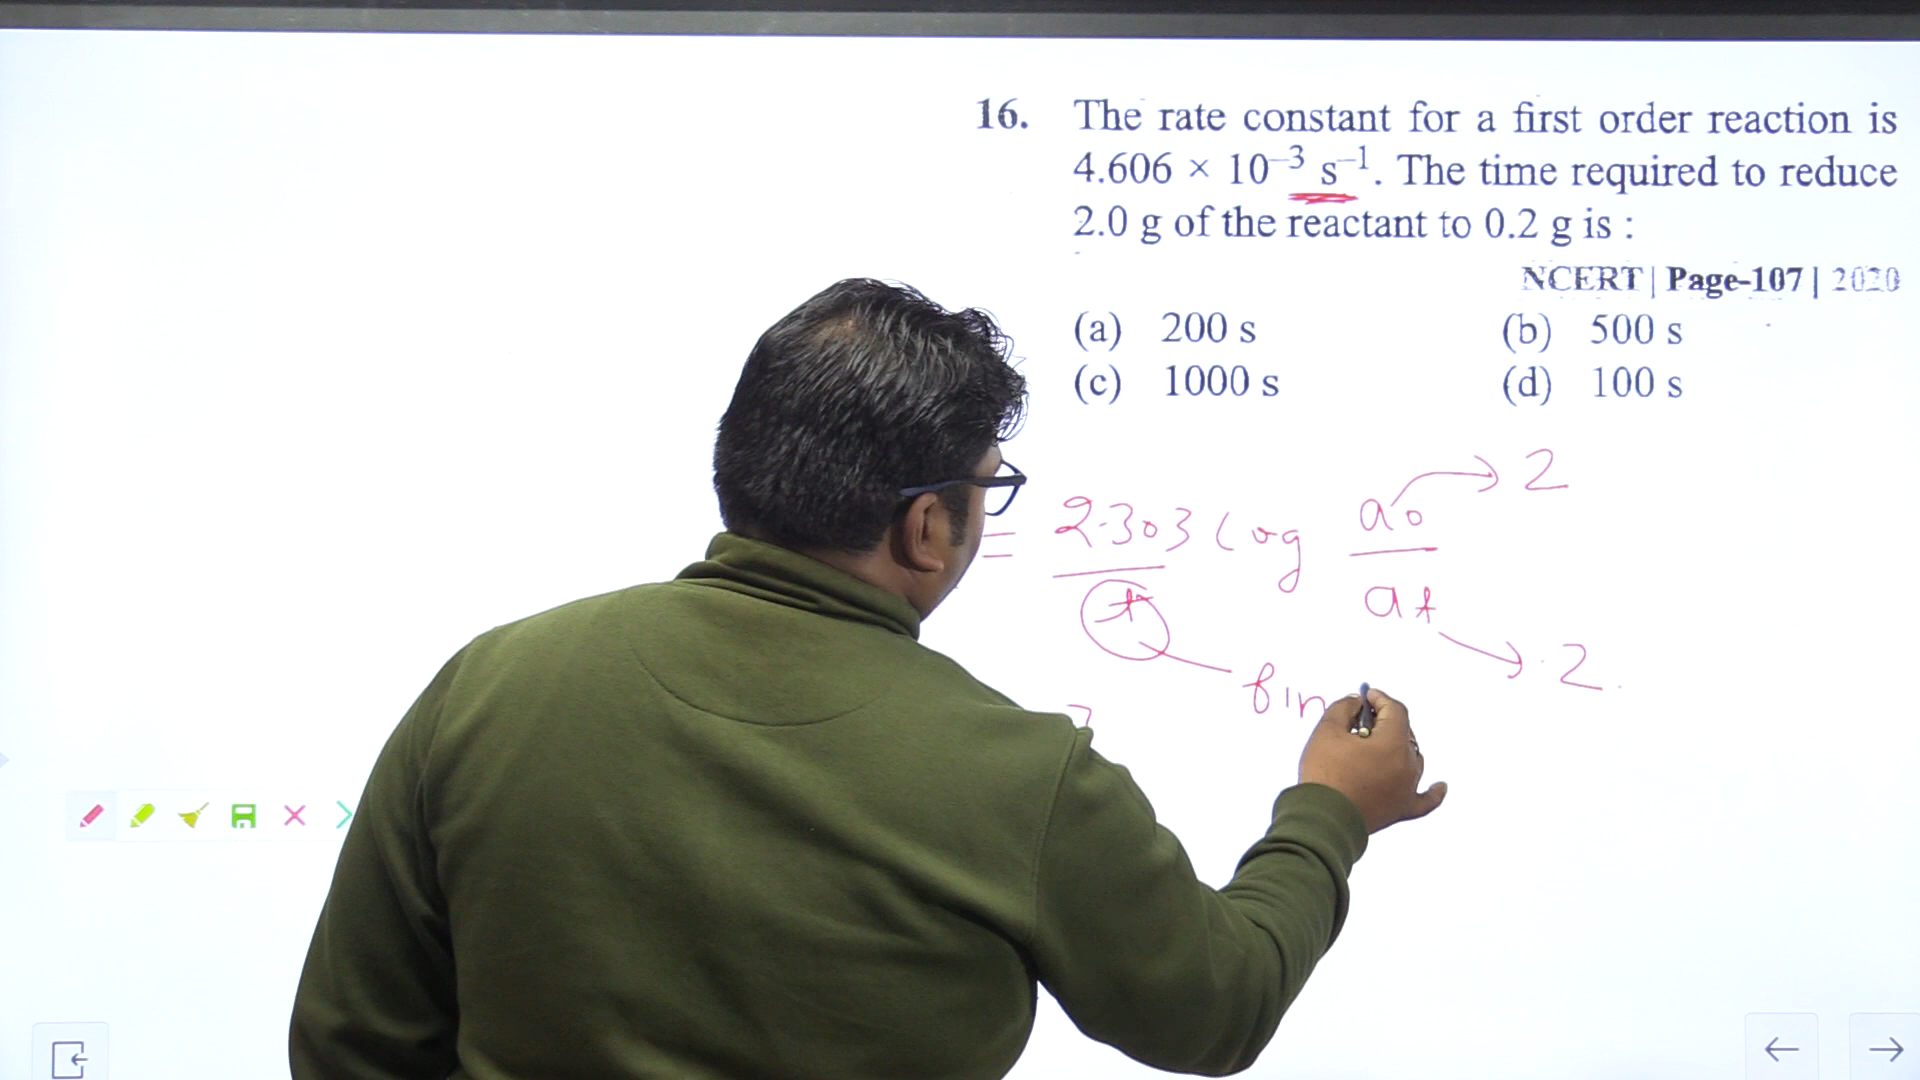 16. The rate constant for a first order reaction is
4.606 × 10⁻³ s⁻¹. The time required to reduce
2.0 g of the reactant to 0.2 g is :
NCERT | Page-107 | 2020
(a) 200 s (b) 500 s
(c) 1000 s (d) 100 s
= 2.303/t log a₀/aₜ
→ 2
→ .2
fin